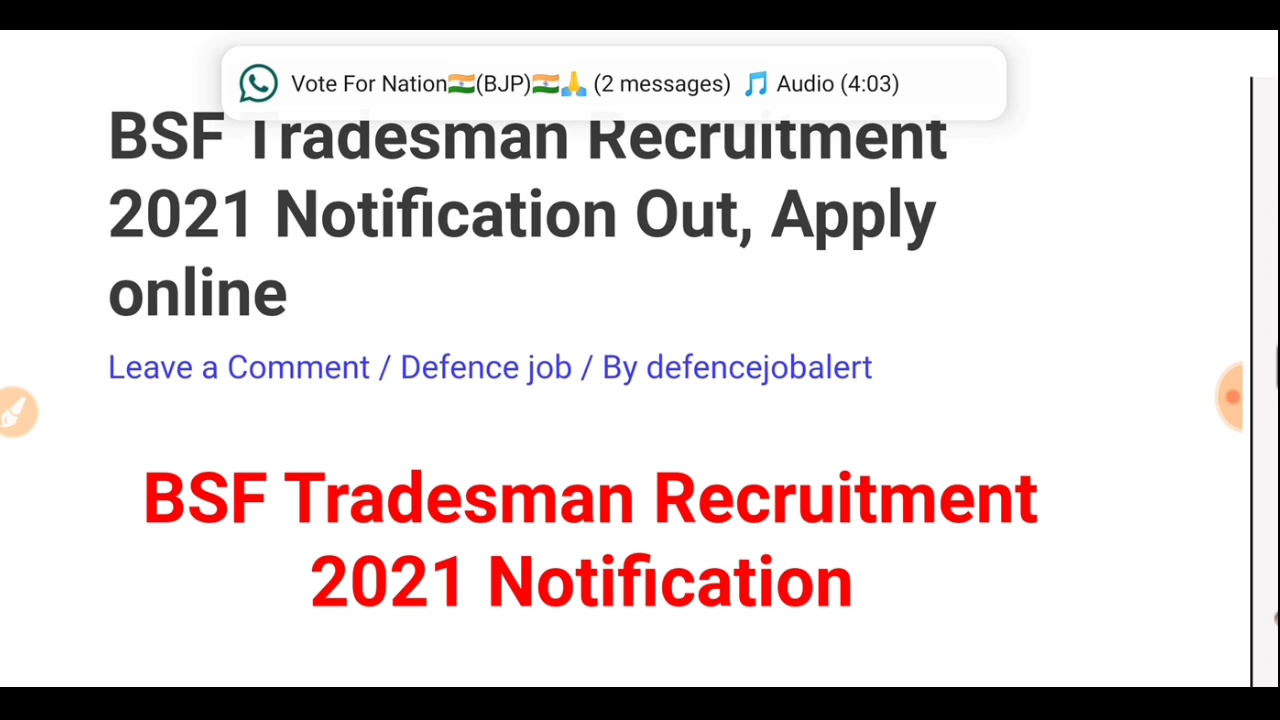 Vote For Nation🇮🇳(BJP)🇮🇳🙏 (2 messages) 🎵 Audio (4:03)
BSF Tradesman Recruitment
2021 Notification Out, Apply
online
Leave a Comment / Defence job / By defencejobalert
BSF Tradesman Recruitment
2021 Notification